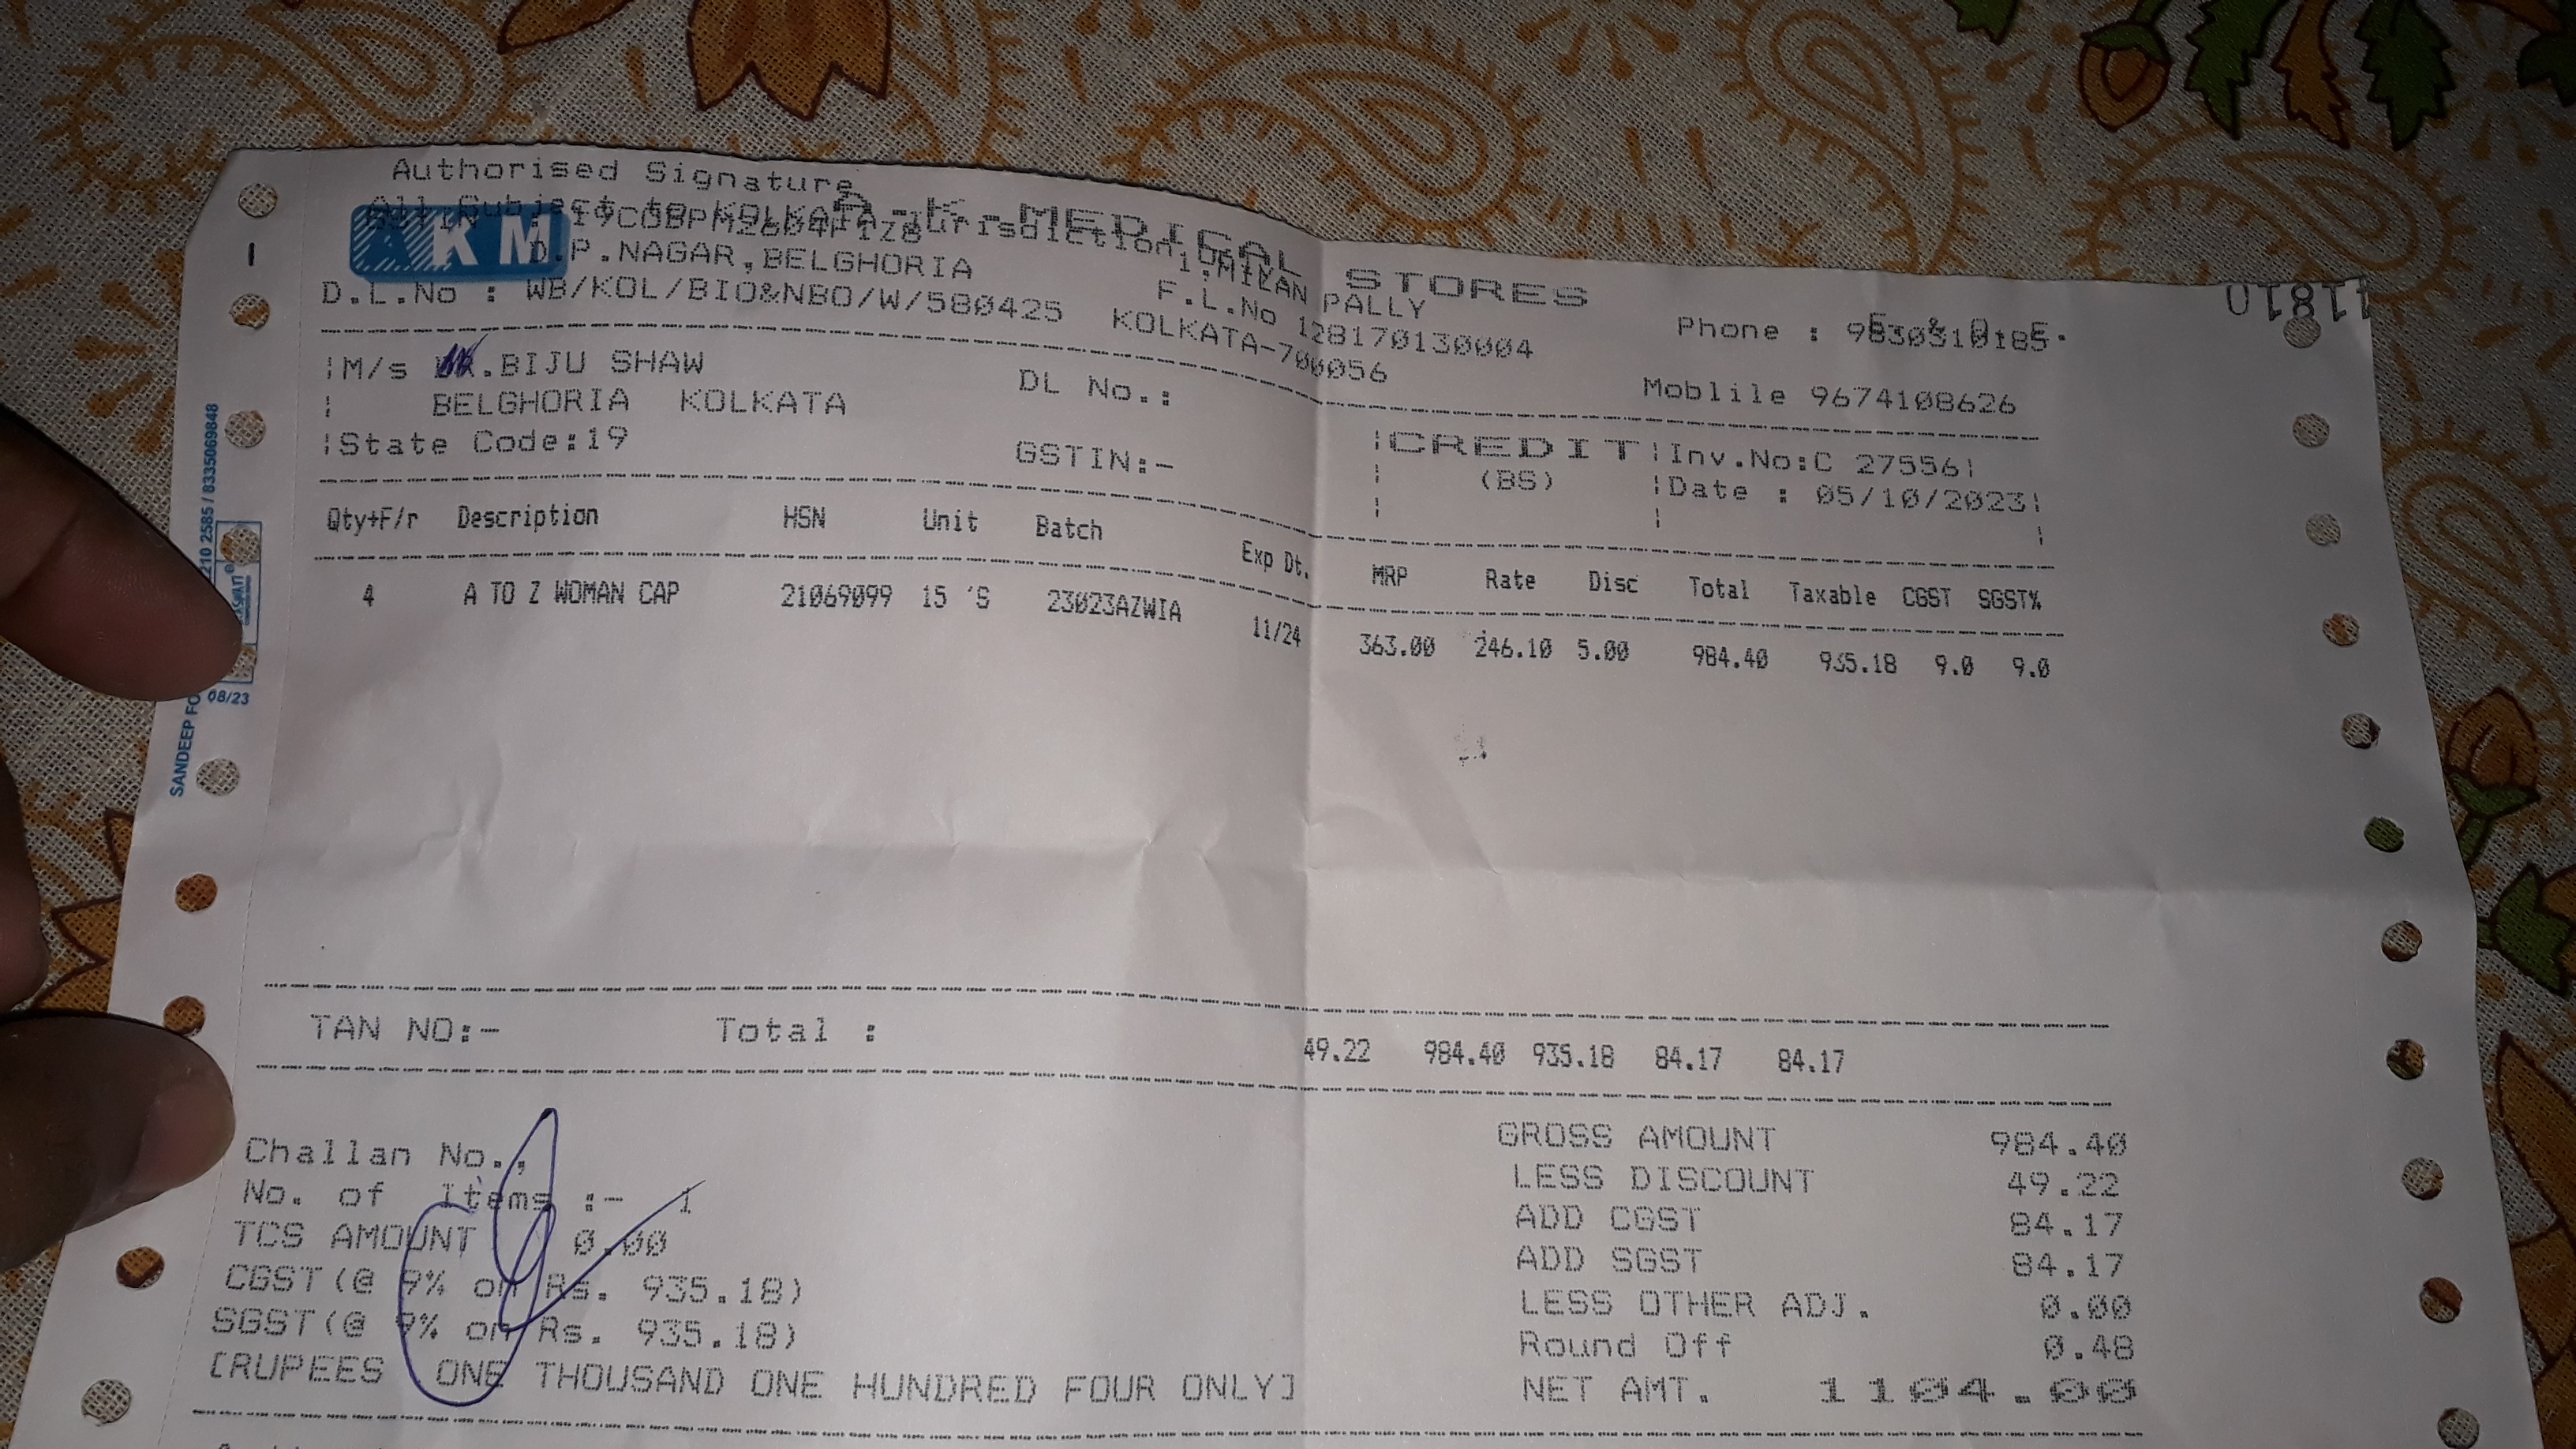 Authorised Signature
A.K. MEDICAL STORES
All Subject to KOLKATA Jurisdiction
AKM
D.P.NAGAR,BELGHORIA
MILAN PALLY
D.L.No : WB/KOL/BIO&NBO/W/580425
F.L.No 128170130004
KOLKATA-700056
Phone :
11810
Moblile 9674108626
M/s .BIJU SHAW
DL No.:
BELGHORIA KOLKATA
State Code:19
GSTIN:-
CREDIT
(BS)
Inv.No:C 27556
Date : 05/10/2023
Qty+F/r Description HSN Unit Batch Exp Dt. MRP Rate Disc Total Taxable CGST SGST%
4 A TO Z WOMAN CAP 21069099 15 'S 23023AZWIA 11/24 363.00 246.10 5.00 984.40 935.18 9.0 9.0
SANDEEP FO
210 2585 / 8335069848
08/23
TAN NO:- Total : 49.22 984.40 935.18 84.17 84.17
Challan No.,
No. of Items :- 1
TCS AMOUNT 0.00
CGST(@ 9% on Rs. 935.18)
SGST(@ 9% on Rs. 935.18)
[RUPEES ONE THOUSAND ONE HUNDRED FOUR ONLY]
GROSS AMOUNT 984.40
LESS DISCOUNT 49.22
ADD CGST 84.17
ADD SGST 84.17
LESS OTHER ADJ. 0.00
Round Off 0.48
NET AMT. 1104.00